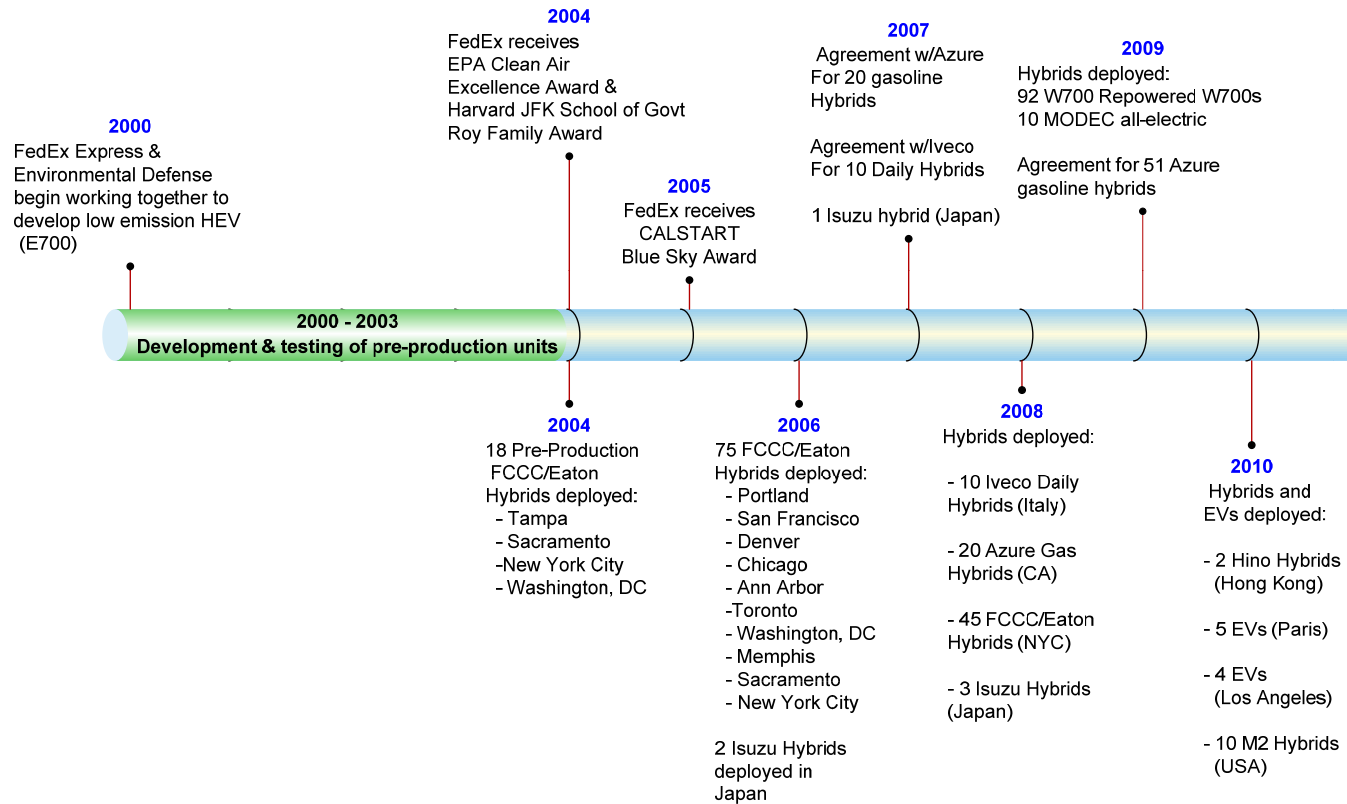 2000
FedEx Express &
Environmental Defense
begin working together to
develop low emission HEV
(E700)
2004
FedEx receives
EPA Clean Air
Excellence Award &
Harvard JFK School of Govt
Roy Family Award
2005
FedEx receives
CALSTART
Blue Sky Award
2007
Agreement w/Azure
For 20 gasoline
Hybrids
Agreement w/Iveco
For 10 Daily Hybrids
1 Isuzu hybrid (Japan)
2009
Hybrids deployed:
92 W700 Repowered W700s
10 MODEC all-electric
Agreement for 51 Azure
gasoline hybrids
2000 - 2003
Development & testing of pre-production units
2004
18 Pre-Production
FCCC/Eaton
Hybrids deployed:
- Tampa
- Sacramento
-New York City
- Washington, DC
2006
75 FCCC/Eaton
Hybrids deployed:
- Portland
- San Francisco
- Denver
- Chicago
- Ann Arbor
-Toronto
- Washington, DC
- Memphis
- Sacramento
- New York City
2 Isuzu Hybrids
deployed in
Japan
2008
Hybrids deployed:
- 10 Iveco Daily
Hybrids (Italy)
- 20 Azure Gas
Hybrids (CA)
- 45 FCCC/Eaton
Hybrids (NYC)
- 3 Isuzu Hybrids
(Japan)
2010
Hybrids and
EVs deployed:
- 2 Hino Hybrids
(Hong Kong)
- 5 EVs (Paris)
- 4 EVs
(Los Angeles)
- 10 M2 Hybrids
(USA)